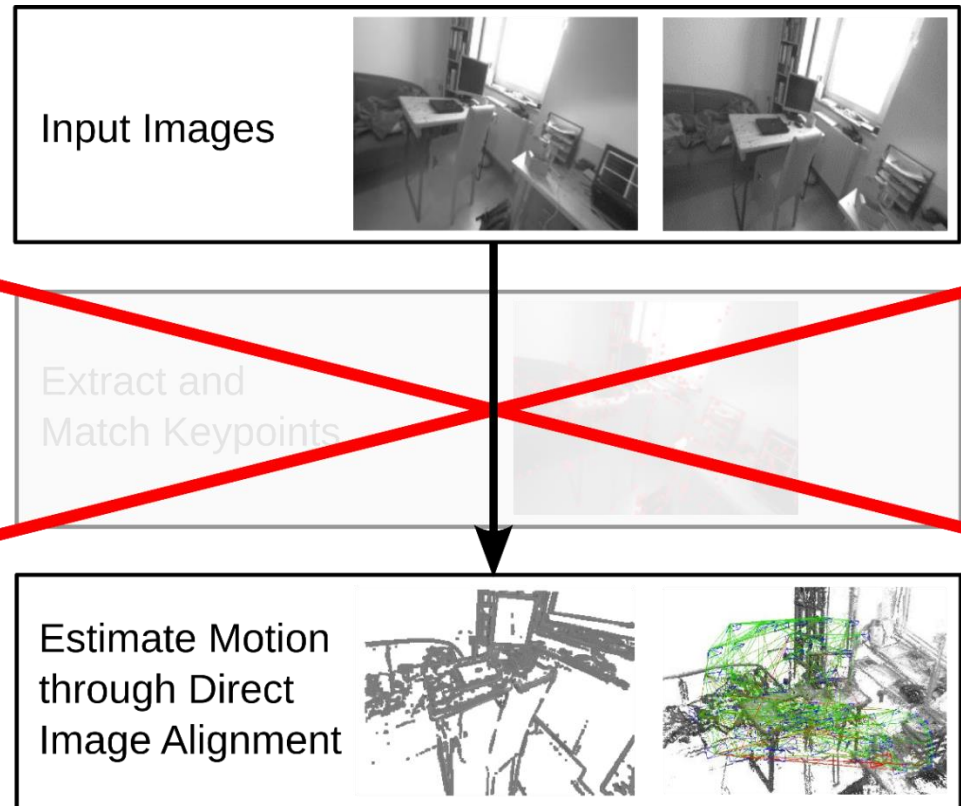 Input Images
Extract and
Match Keypoints
Estimate Motion
through Direct
Image Alignment